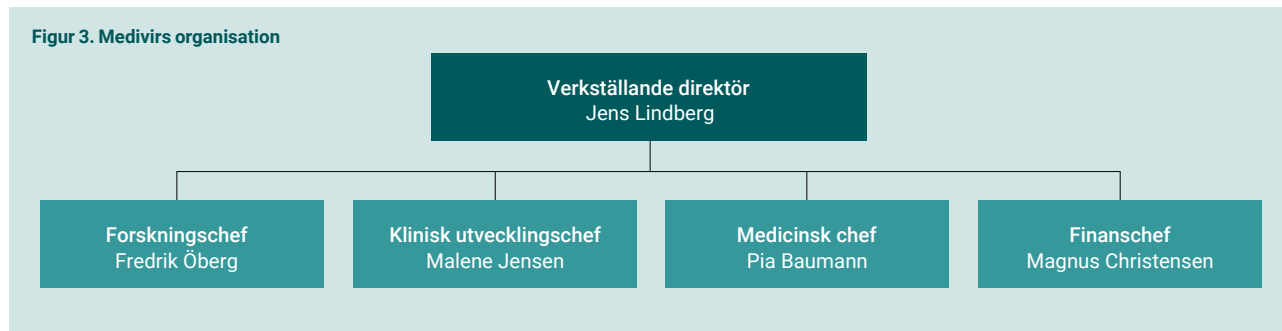 Figur 3. Medivirs organisation
Verkställande direktör
Jens Lindberg
Forskningschef
Fredrik Öberg
Klinisk utvecklingschef
Malene Jensen
Medicinsk chef
Pia Baumann
Finanschef
Magnus Christensen